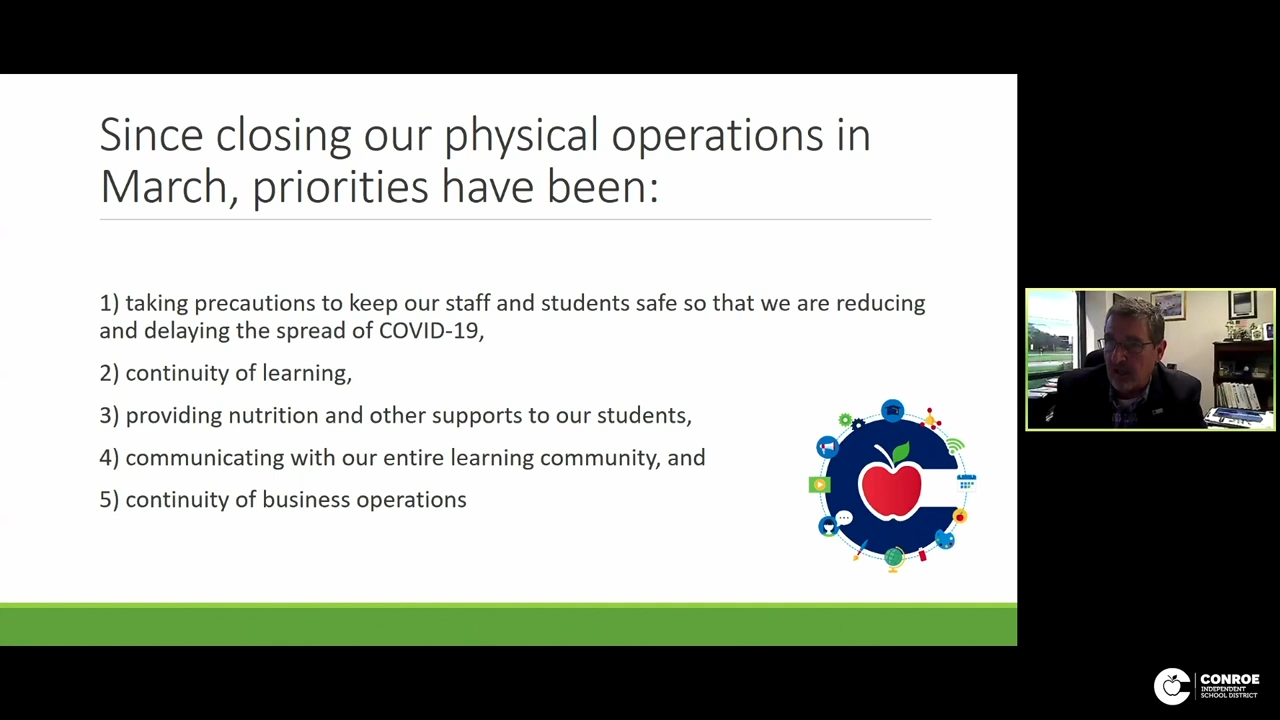 Since closing our physical operations in
March, priorities have been:
1) taking precautions to keep our staff and students safe so that we are reducing
and delaying the spread of COVID-19,
2) continuity of learning,
3) providing nutrition and other supports to our students,
4) communicating with our entire learning community, and
5) continuity of business operations
CONROE
INDEPENDENT
SCHOOL DISTRICT